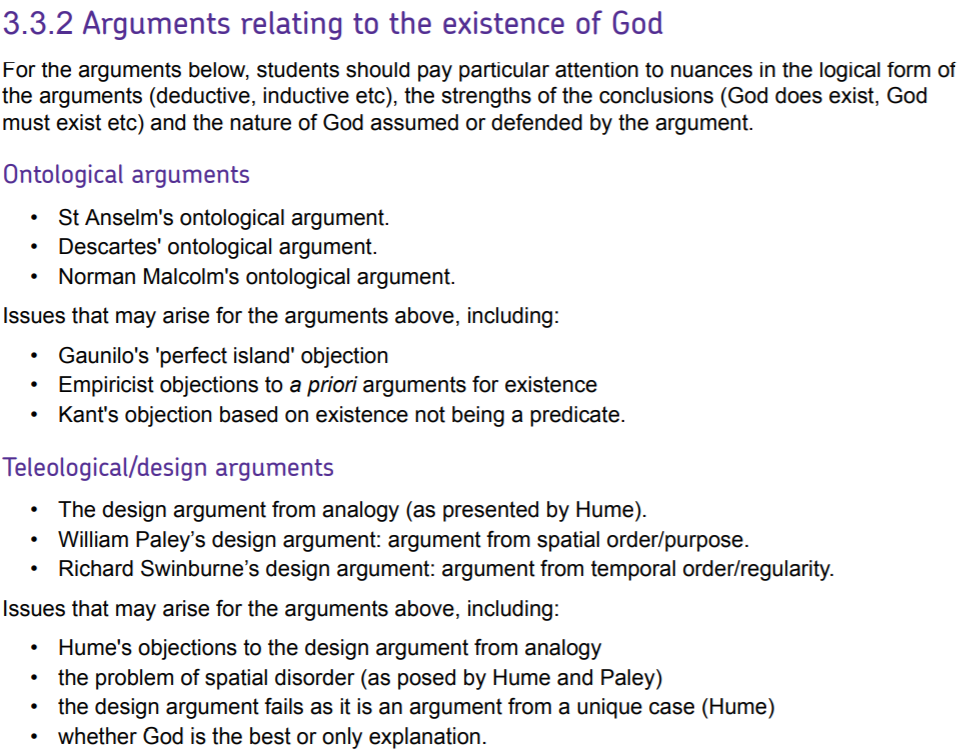 3.3.2 Arguments relating to the existence of God
For the arguments below, students should pay particular attention to nuances in the logical form of
the arguments (deductive, inductive etc), the strengths of the conclusions (God does exist, God
must exist etc) and the nature of God assumed or defended by the argument.
Ontological arguments
• St Anselm's ontological argument.
• Descartes' ontological argument.
• Norman Malcolm's ontological argument.
Issues that may arise for the arguments above, including:
• Gaunilo's 'perfect island' objection
• Empiricist objections to a priori arguments for existence
• Kant's objection based on existence not being a predicate.
Teleological/design arguments
• The design argument from analogy (as presented by Hume).
• William Paley’s design argument: argument from spatial order/purpose.
• Richard Swinburne’s design argument: argument from temporal order/regularity.
Issues that may arise for the arguments above, including:
• Hume's objections to the design argument from analogy
• the problem of spatial disorder (as posed by Hume and Paley)
• the design argument fails as it is an argument from a unique case (Hume)
• whether God is the best or only explanation.